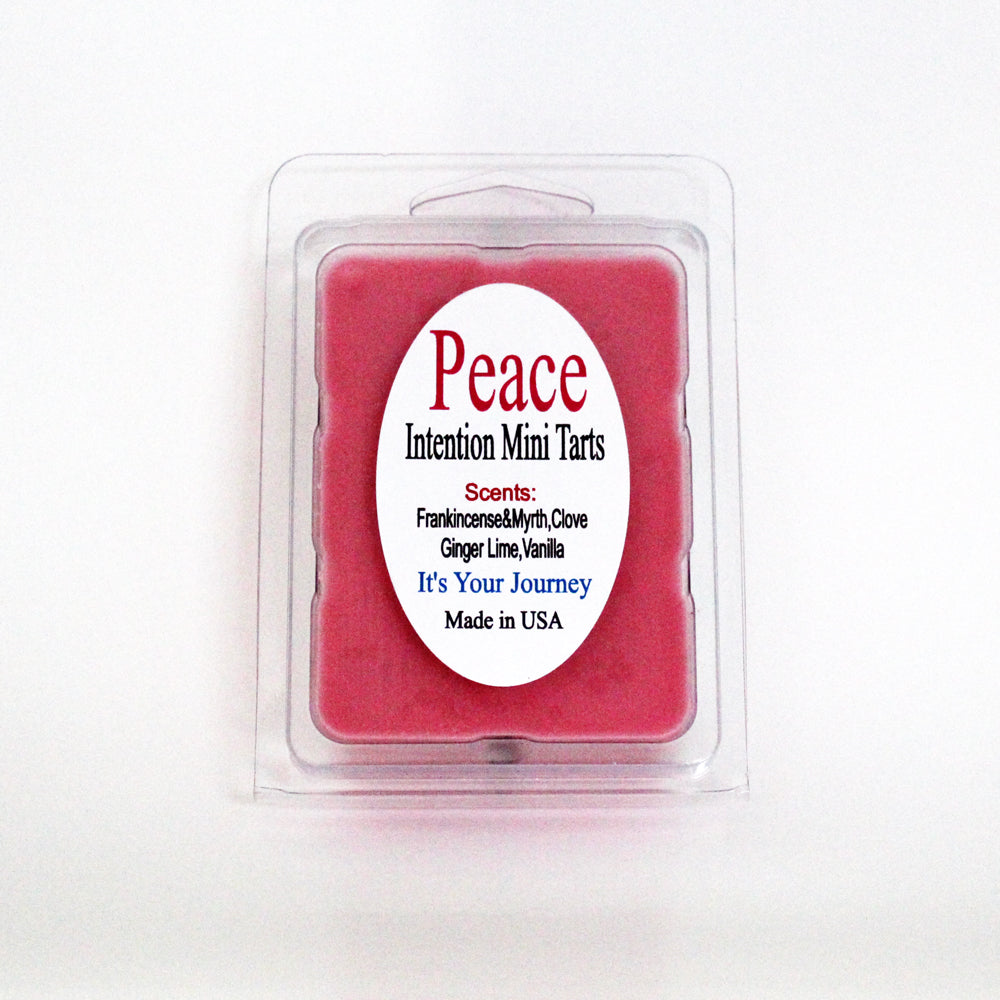 Peace
Intention Mini Tarts
Scents:
Frankincense&Myrth,Clove
Ginger Lime,Vanilla
It's Your Journey
Made in USA